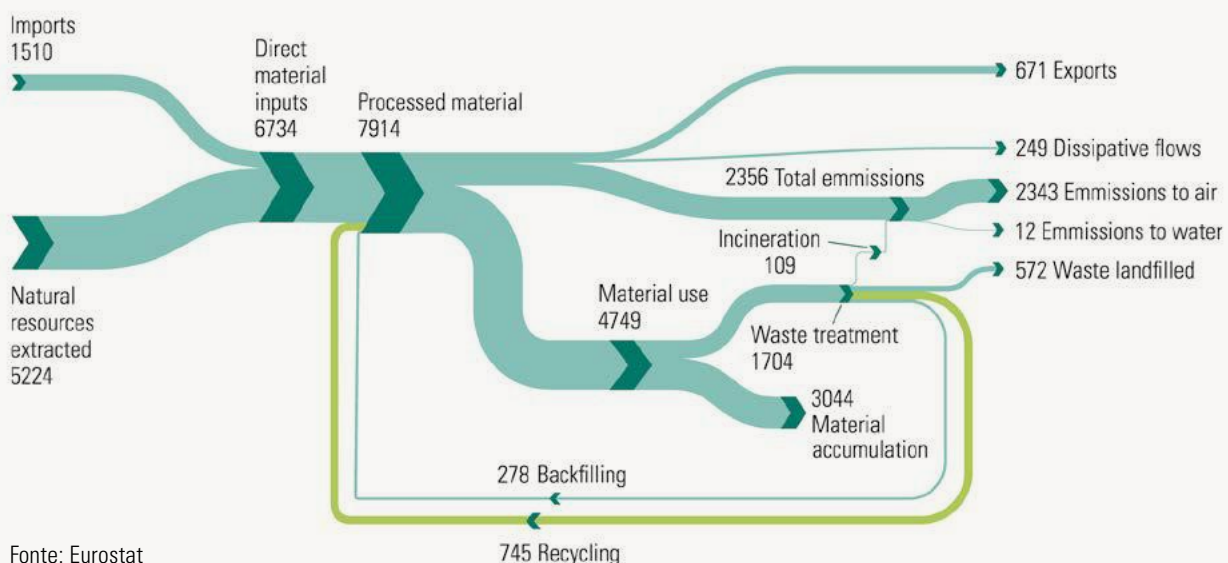 Imports
1510
Direct
material
inputs
6734
Processed material
7914
671 Exports
249 Dissipative flows
2356 Total emmissions
2343 Emmissions to air
Incineration
109
12 Emmissions to water
572 Waste landfilled
Natural
resources
extracted
5224
Material use
4749
Waste treatment
1704
3044
Material
accumulation
278 Backfilling
745 Recycling
Fonte: Eurostat